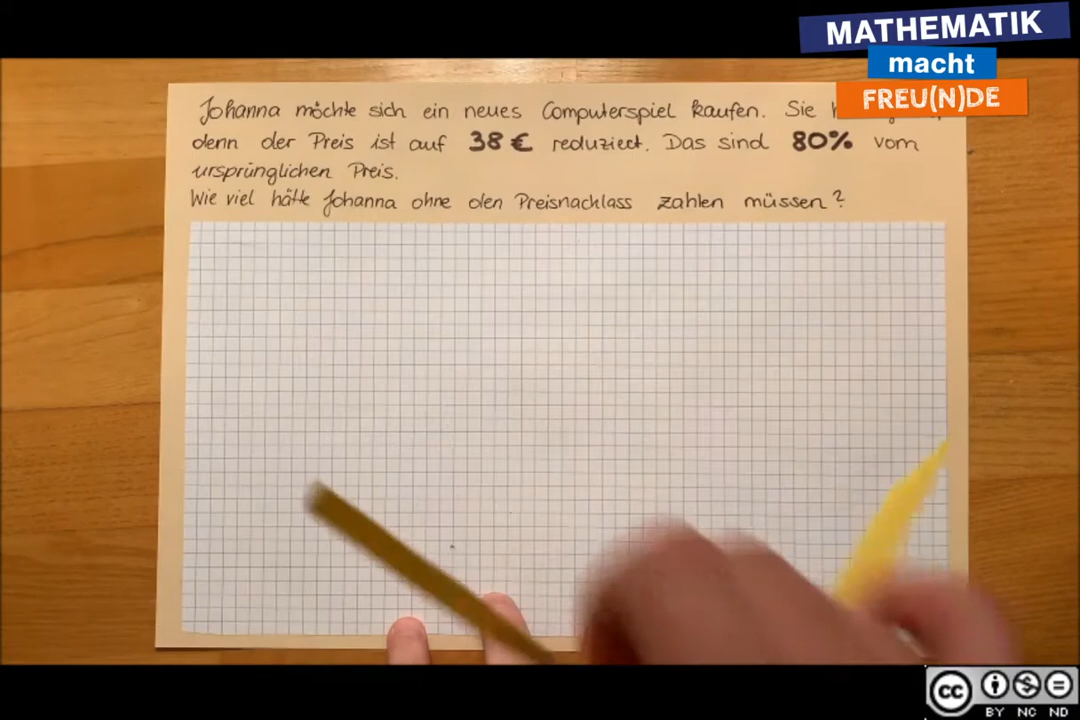 MATHEMATIK
macht
FREU(N)DE
Johanna möchte sich ein neues Computerspiel kaufen. Sie
denn der Preis ist auf 38 € reduziert. Das sind 80% vom
ursprünglichen Preis.
Wie viel hätte Johanna ohne den Preisnachlass zahlen müssen?
cc
BY NC ND